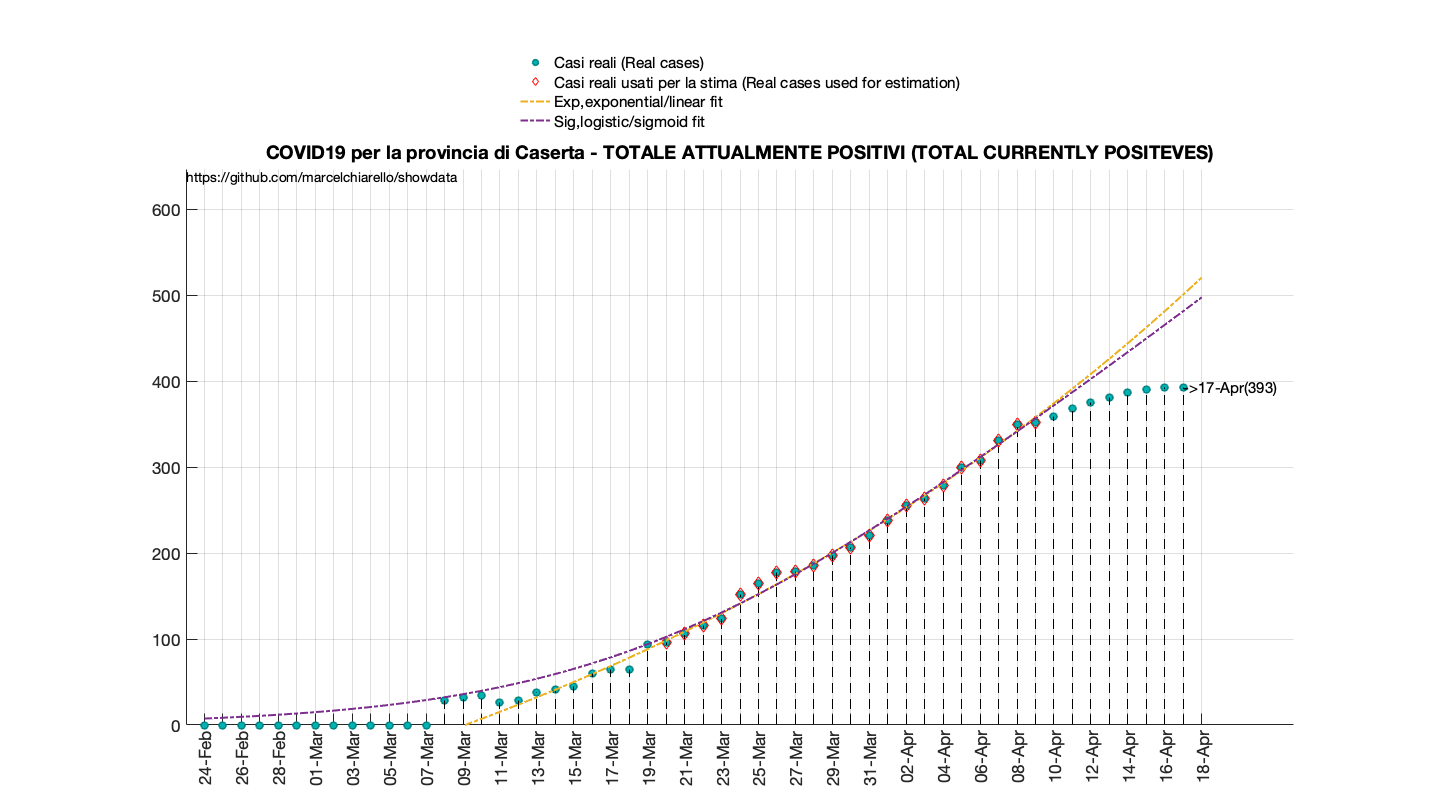 Casi reali (Real cases)
Casi reali usati per la stima (Real cases used for estimation)
Exp,exponential/linear fit
Sig,logistic/sigmoid fit
COVID19 per la provincia di Caserta - TOTALE ATTUALMENTE POSITIVI (TOTAL CURRENTLY POSITEVES)
https://github.com/marcelchiarello/showdata
600
500
400
300
200
100
0
->17-Apr(393)
24-Feb
26-Feb
28-Feb
01-Mar
03-Mar
05-Mar
07-Mar
09-Mar
11-Mar
13-Mar
15-Mar
17-Mar
19-Mar
21-Mar
23-Mar
25-Mar
27-Mar
29-Mar
31-Mar
02-Apr
04-Apr
06-Apr
08-Apr
10-Apr
12-Apr
14-Apr
16-Apr
18-Apr